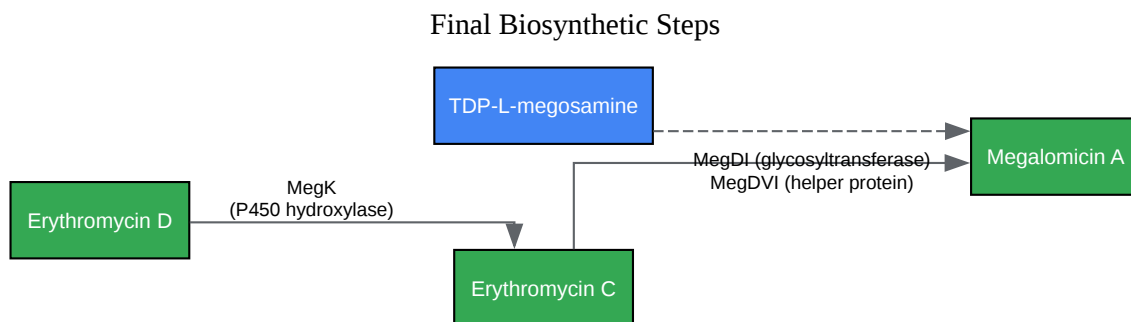 Final Biosynthetic Steps
TDP-L-megosamine
Megalomicin A
MegDI (glycosyltransferase)
MegDVI (helper protein)
MegK
(P450 hydroxylase)
Erythromycin D
Erythromycin C